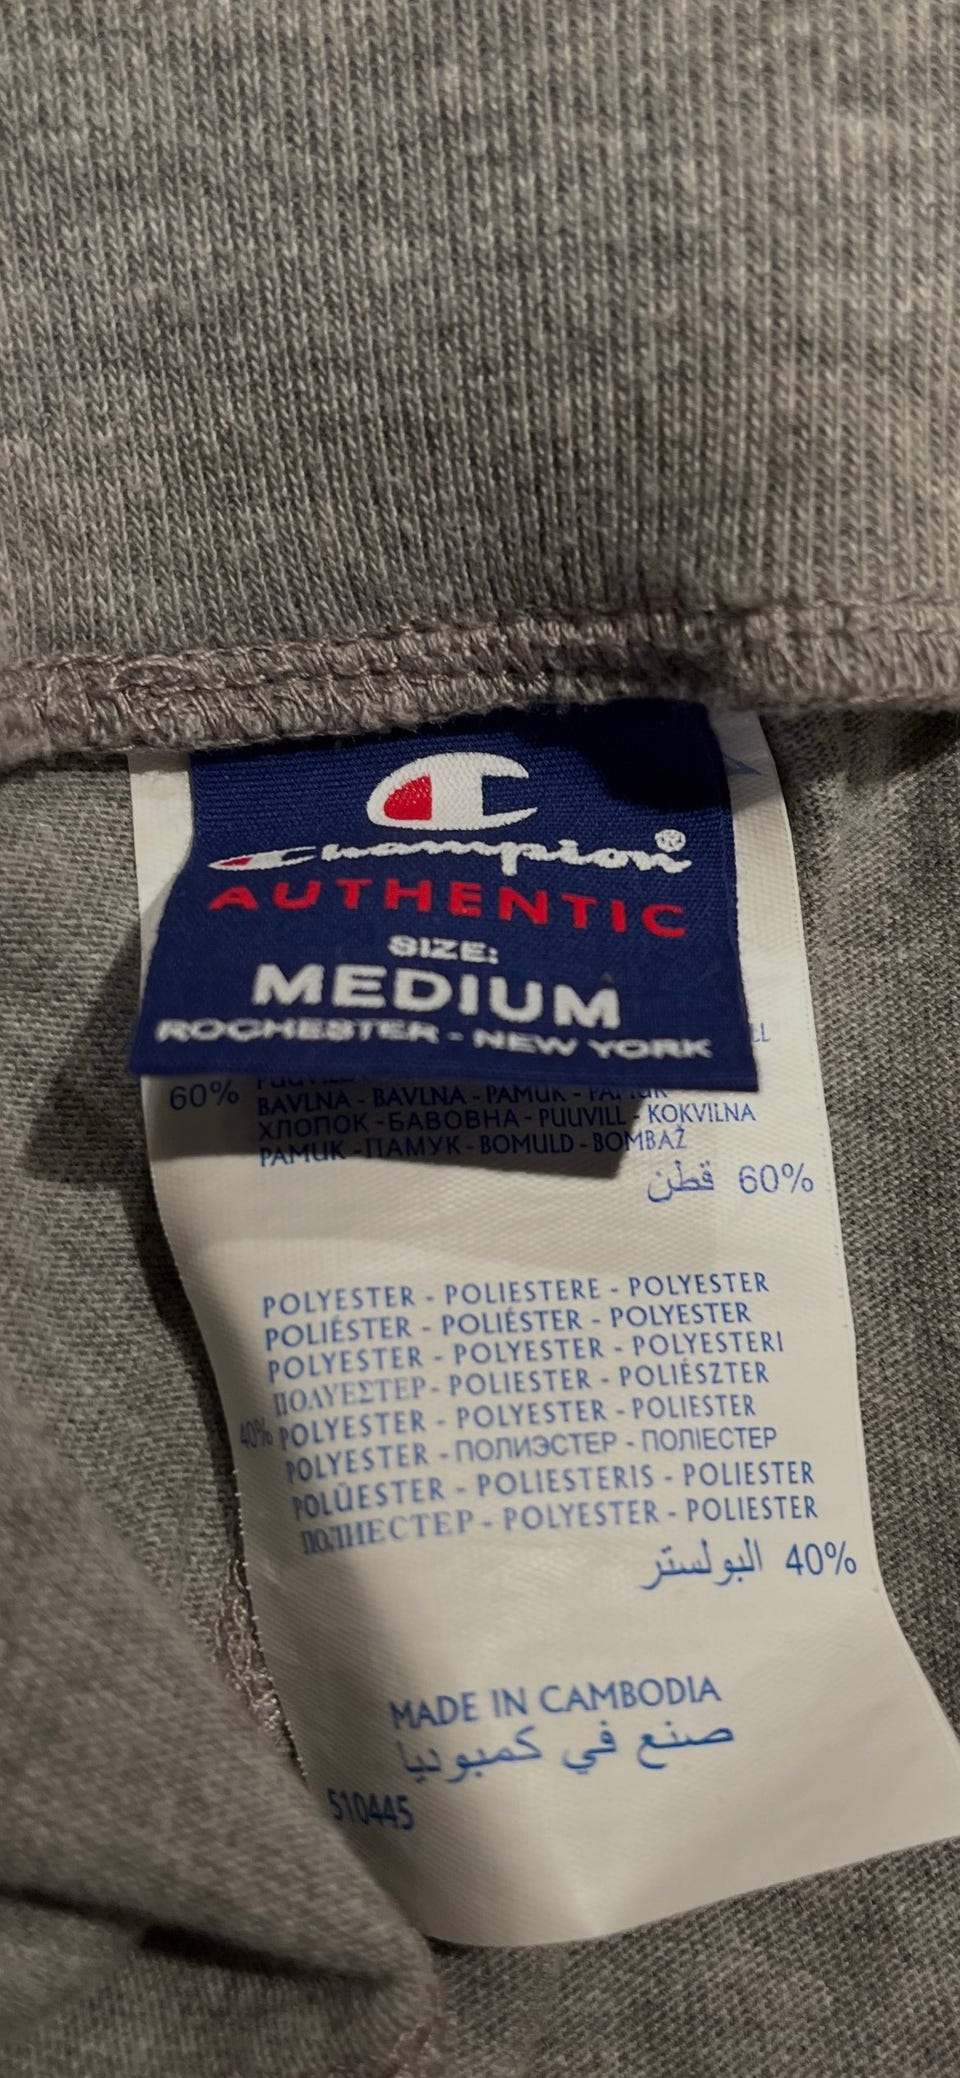 Champion®
AUTHENTIC
SIZE:
MEDIUM
ROCHESTER - NEW YORK
60%
BAVLNA - BAVLNA - PAMUK -
ХЛОПОК - БАВОВНА - PUUVILL - KOKVILNA
PAMUK - ПАМУК - BOMULD - BOMBAŽ
قطن 60%
POLYESTER - POLIESTERE - POLYESTER
POLIÉSTER - POLIÉSTER - POLYESTER
POLYESTER - POLYESTER - POLYESTERI
ΠΟΛΥΕΣΤΕΡ - POLIESTER - POLIÉSZTER
40% POLYESTER - POLYESTER - POLIESTER
POLYESTER - ПОЛИЭСТЕР - ПОЛІЕСТЕР
POLÜESTER - POLIESTERIS - POLIESTER
ПОЛИЕСТЕР - POLYESTER - POLIESTER
البولستر 40%
MADE IN CAMBODIA
صنع في كمبوديا
510445